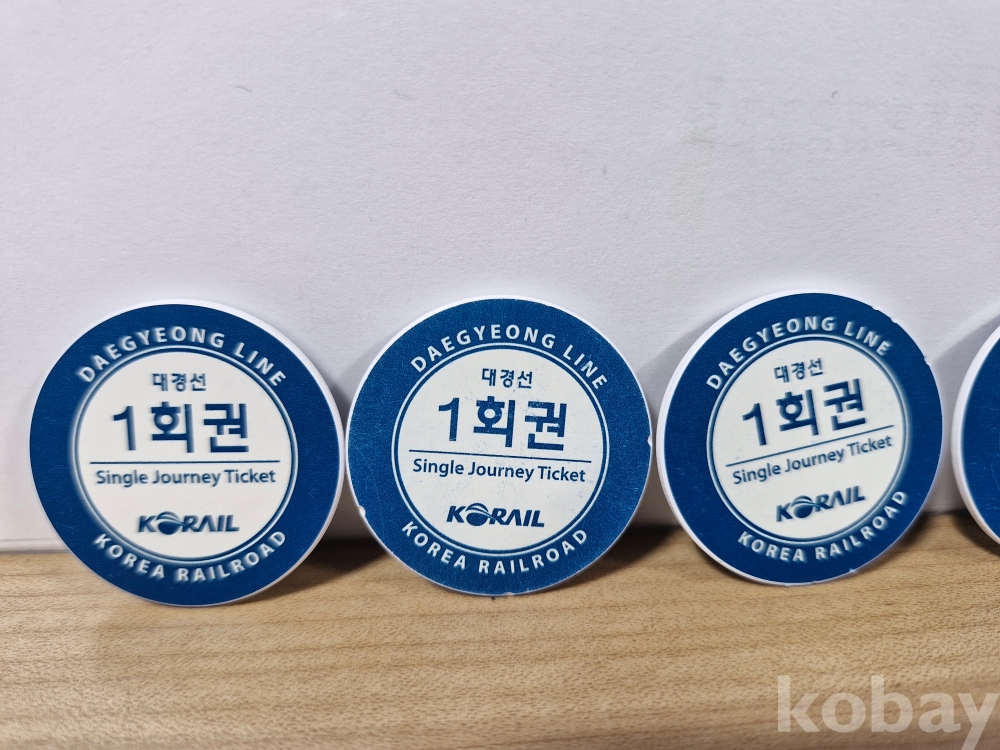 DAEGYEONG LINE
대경선
1회권
Single Journey Ticket
KORAIL
KOREA RAILROAD
DAEGYEONG LINE
대경선
1회권
Single Journey Ticket
KORAIL
KOREA RAILROAD
DAEGYEONG LINE
대경선
1회권
Single Journey Ticket
KORAIL
KOREA RAILROAD
kobay